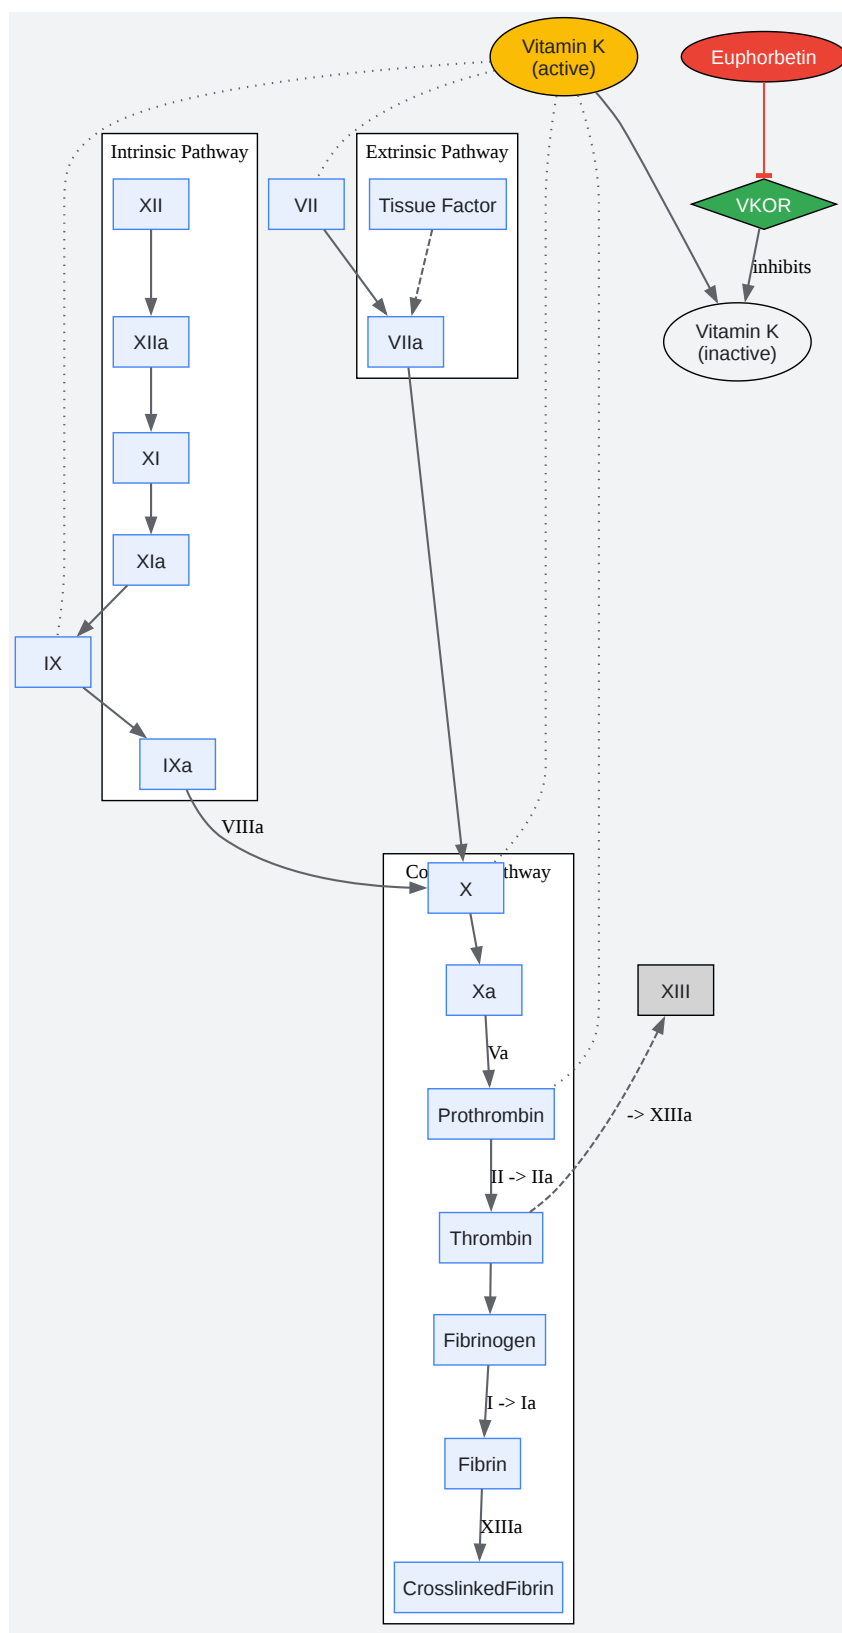 Vitamin K
(active)
Euphorbetin
Intrinsic Pathway
Extrinsic Pathway
XII
VII
Tissue Factor
VKOR
inhibits
XIIa
VIIa
Vitamin K
(inactive)
XI
XIa
IX
IXa
VIIIa
Co thway
X
Xa
XIII
Va
Prothrombin
-> XIIIa
II -> IIa
Thrombin
Fibrinogen
I -> Ia
Fibrin
XIIIa
CrosslinkedFibrin